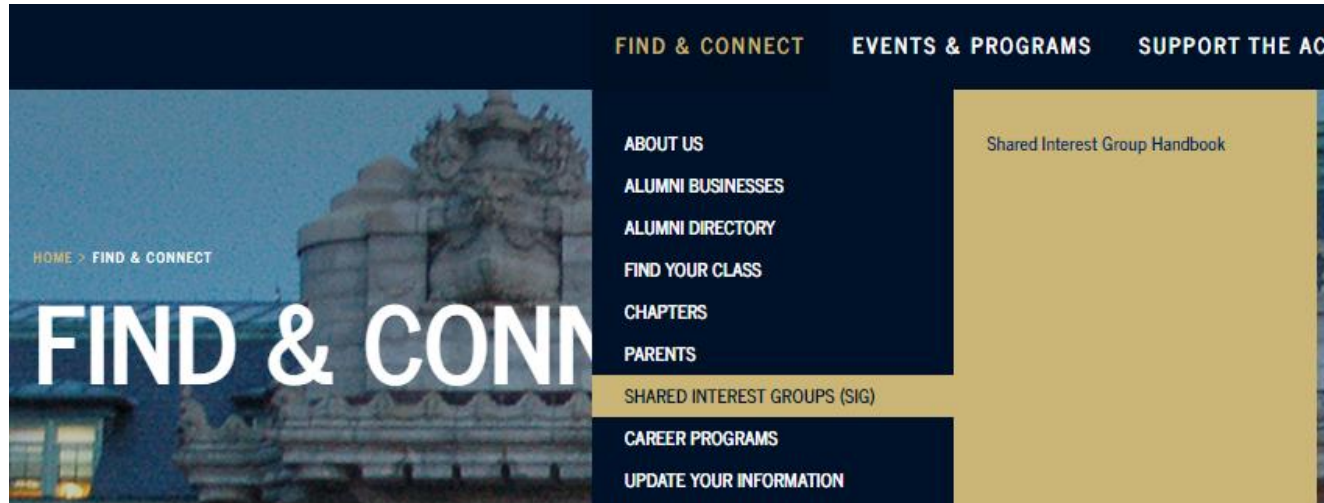 FIND & CONNECT
EVENTS & PROGRAMS
SUPPORT THE AC
HOME > FIND & CONNECT
FIND & CONN
ABOUT US
ALUMNI BUSINESSES
ALUMNI DIRECTORY
FIND YOUR CLASS
CHAPTERS
PARENTS
SHARED INTEREST GROUPS (SIG)
CAREER PROGRAMS
UPDATE YOUR INFORMATION
Shared Interest Group Handbook